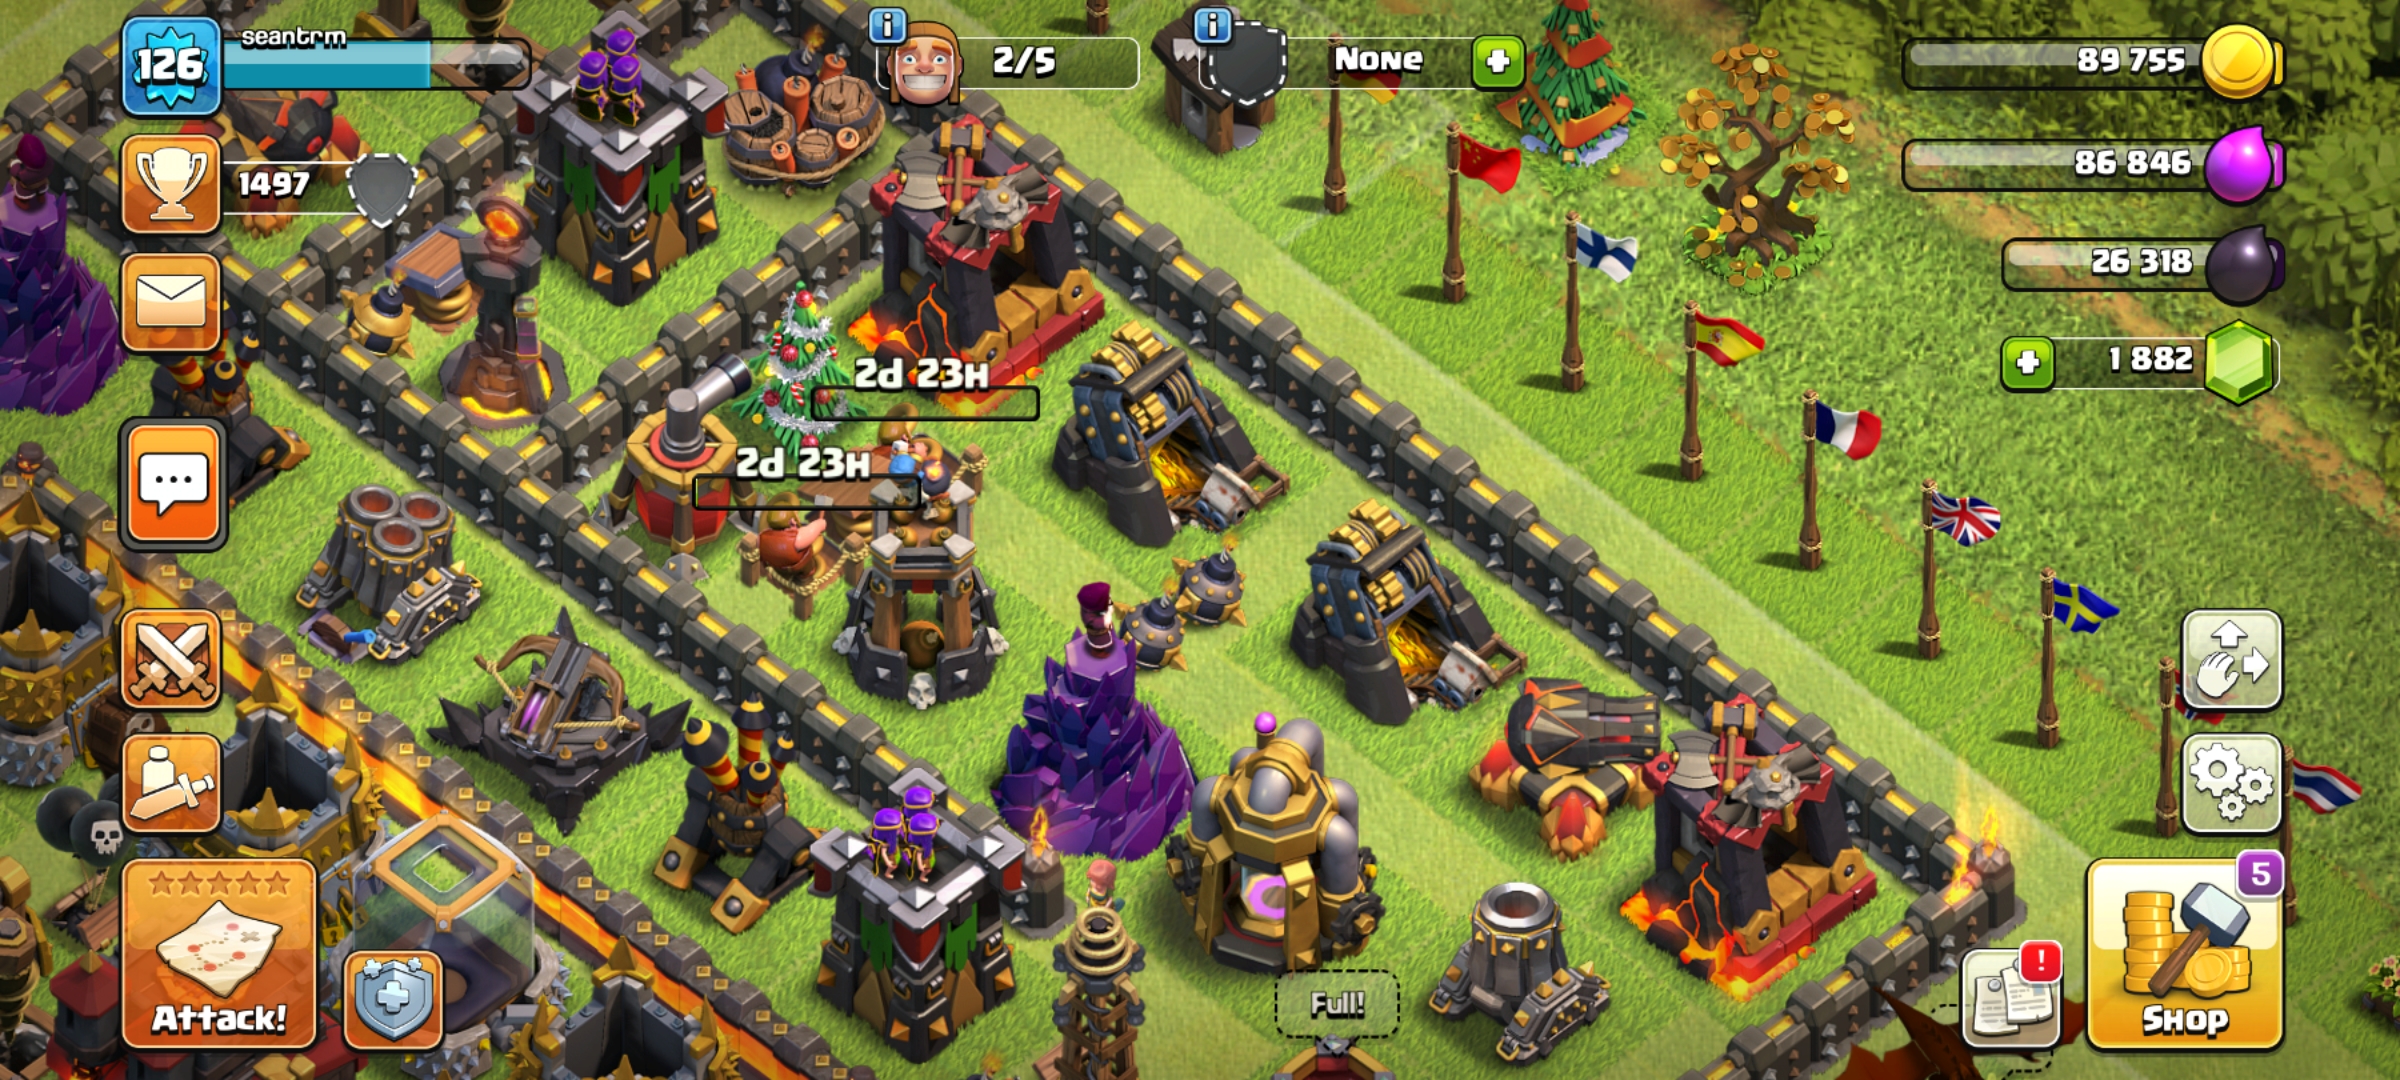 126
seantrm
2/5
None
89 755
1497
86 846
26 318
1 882
2d 23h
2d 23h
5
Attack!
Full!
!
Shop